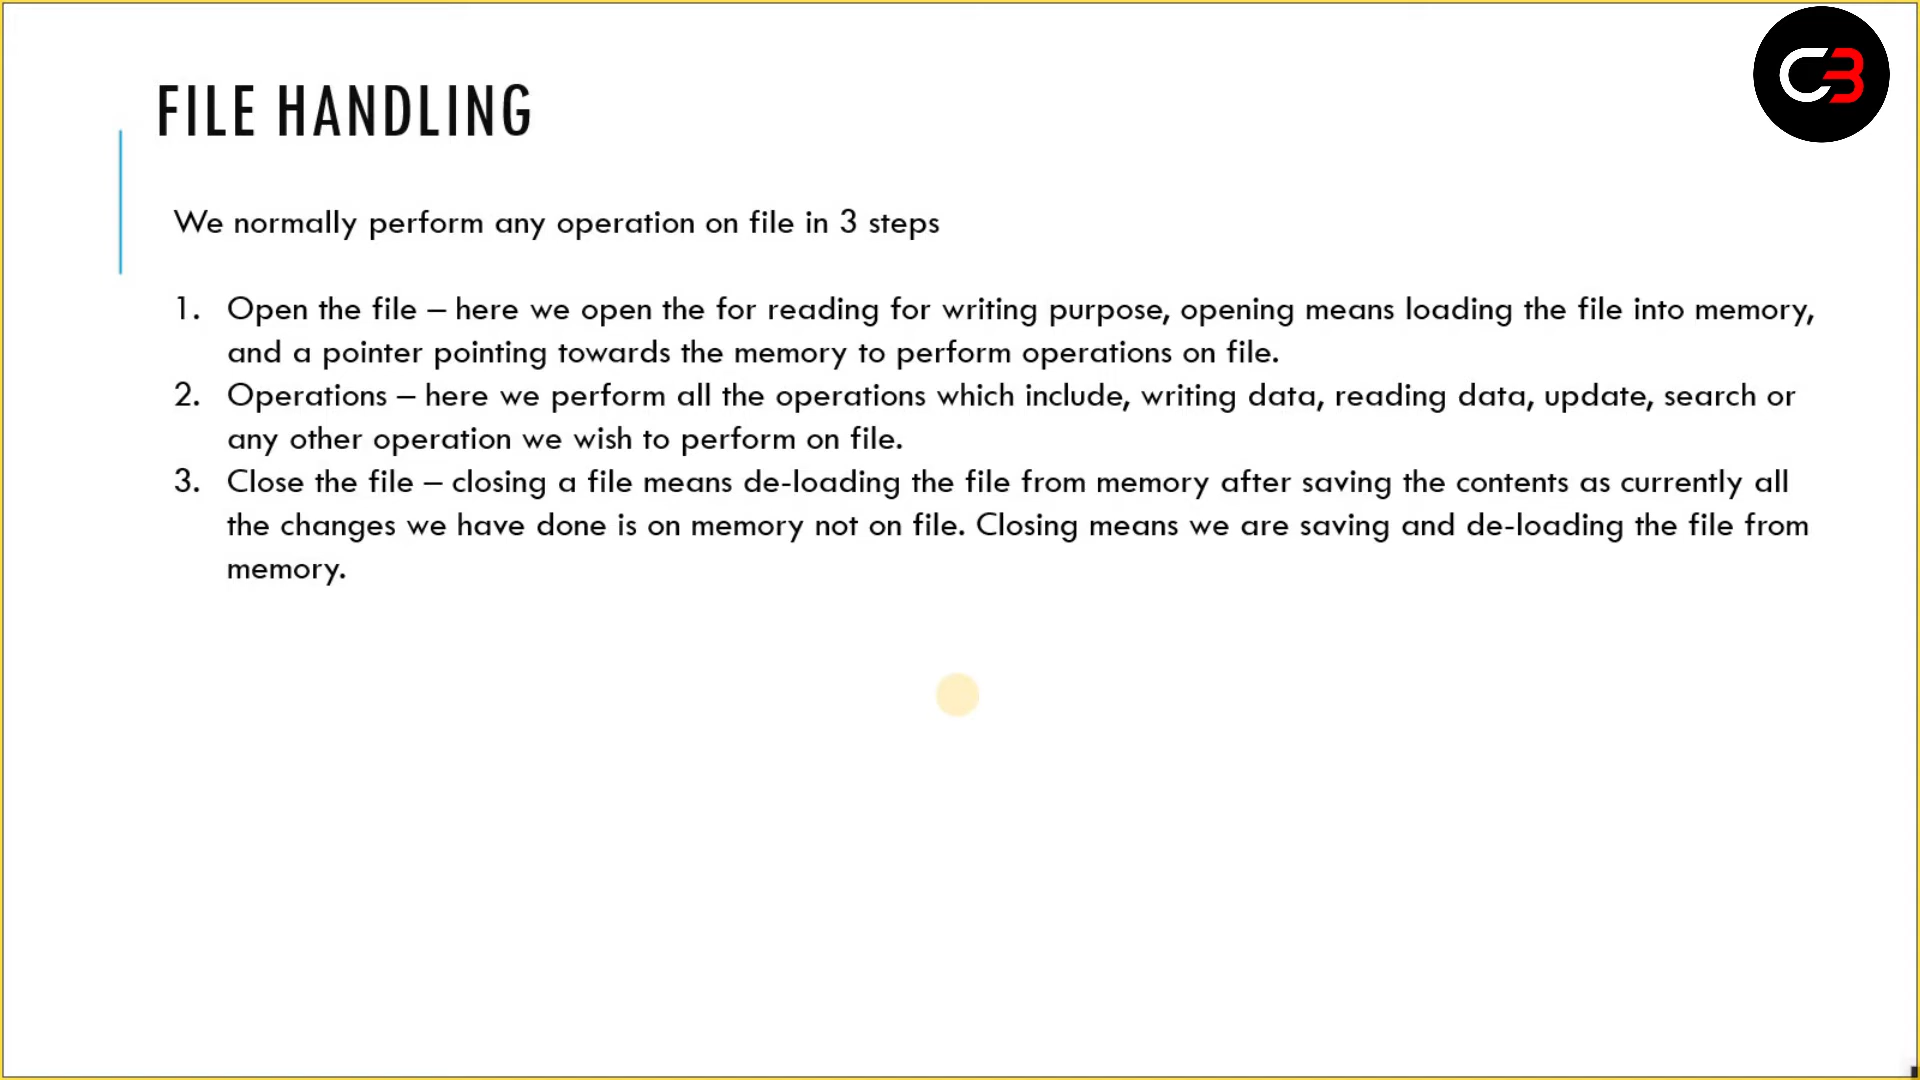 C3
FILE HANDLING
We normally perform any operation on file in 3 steps
1. Open the file – here we open the for reading for writing purpose, opening means loading the file into memory,
and a pointer pointing towards the memory to perform operations on file.
2. Operations – here we perform all the operations which include, writing data, reading data, update, search or
any other operation we wish to perform on file.
3. Close the file – closing a file means de-loading the file from memory after saving the contents as currently all
the changes we have done is on memory not on file. Closing means we are saving and de-loading the file from
memory.